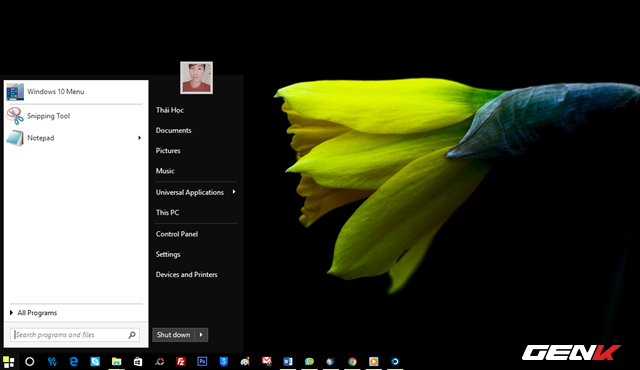 Windows 10 Menu
Snipping Tool
Notepad
All Programs
Search programs and files
Thái Học
Documents
Pictures
Music
Universal Applications
This PC
Control Panel
Settings
Devices and Printers
Shut down
GENK